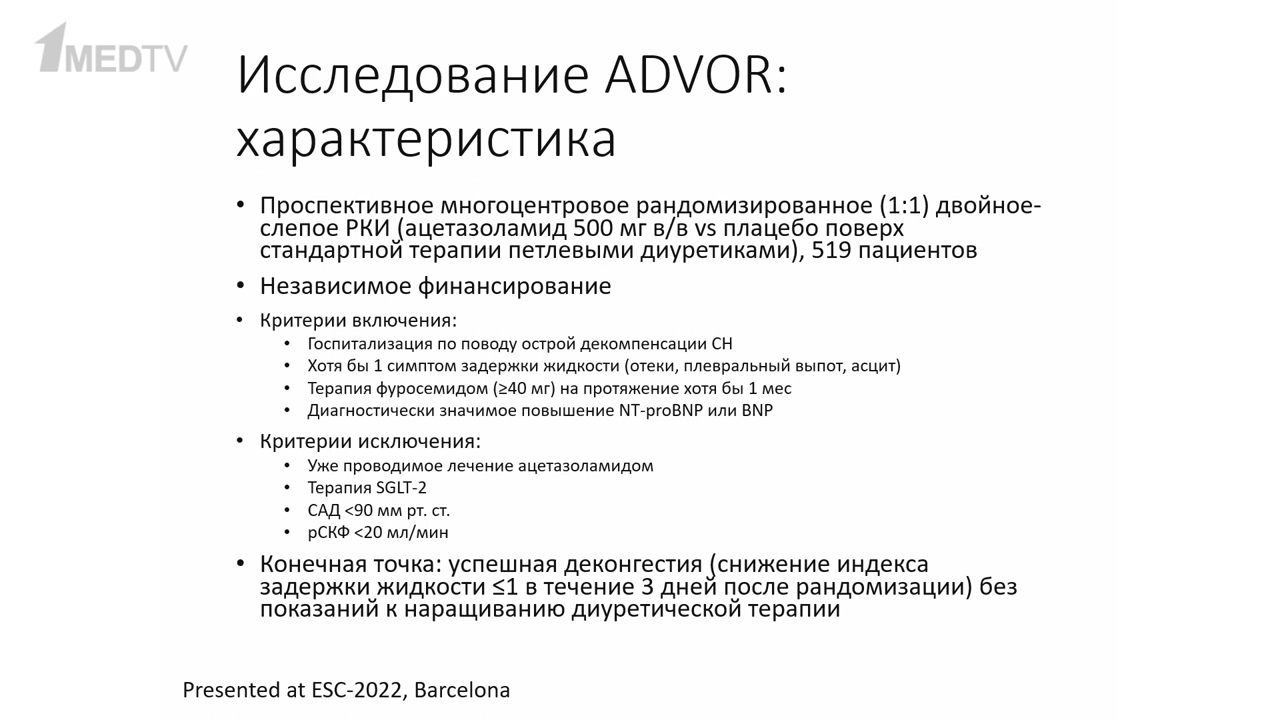 1MEDTV
Исследование ADVOR:
характеристика
• Проспективное многоцентровое рандомизированное (1:1) двойное-
слепое РКИ (ацетазоламид 500 мг в/в vs плацебо поверх
стандартной терапии петлевыми диуретиками), 519 пациентов
• Независимое финансирование
• Критерии включения:
• Госпитализация по поводу острой декомпенсации СН
• Хотя бы 1 симптом задержки жидкости (отеки, плевральный выпот, асцит)
• Терапия фуросемидом (≥40 мг) на протяжение хотя бы 1 мес
• Диагностически значимое повышение NT-proBNP или BNP
• Критерии исключения:
• Уже проводимое лечение ацетазоламидом
• Терапия SGLT-2
• САД <90 мм рт. ст.
• рСКФ <20 мл/мин
• Конечная точка: успешная деконгестия (снижение индекса
задержки жидкости ≤1 в течение 3 дней после рандомизации) без
показаний к наращиванию диуретической терапии
Presented at ESC-2022, Barcelona